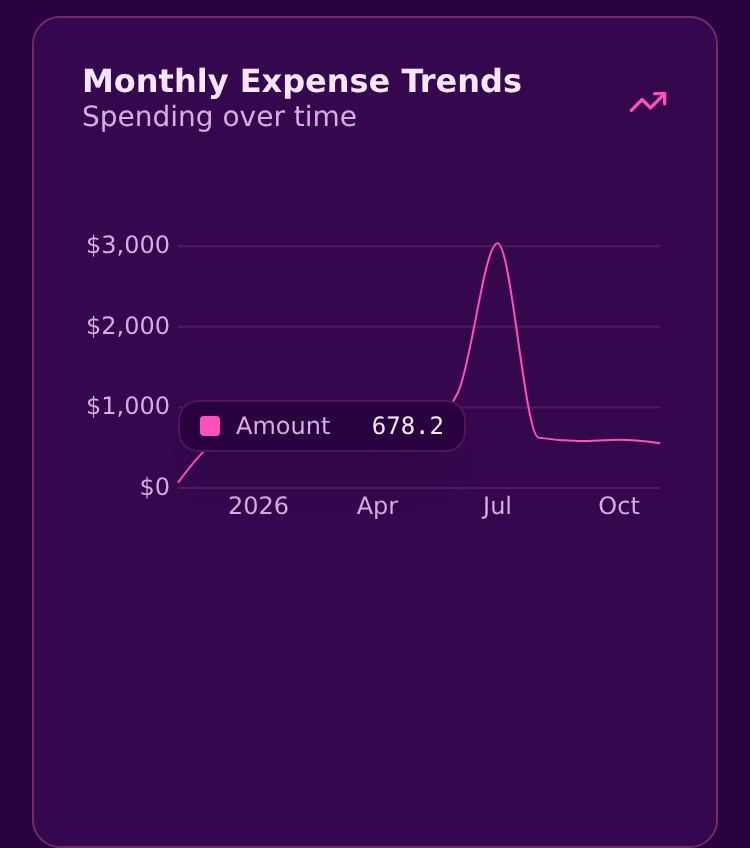 Monthly Expense Trends
Spending over time
$3,000
$2,000
$1,000
Amount 678.2
$0
2026 Apr Jul Oct